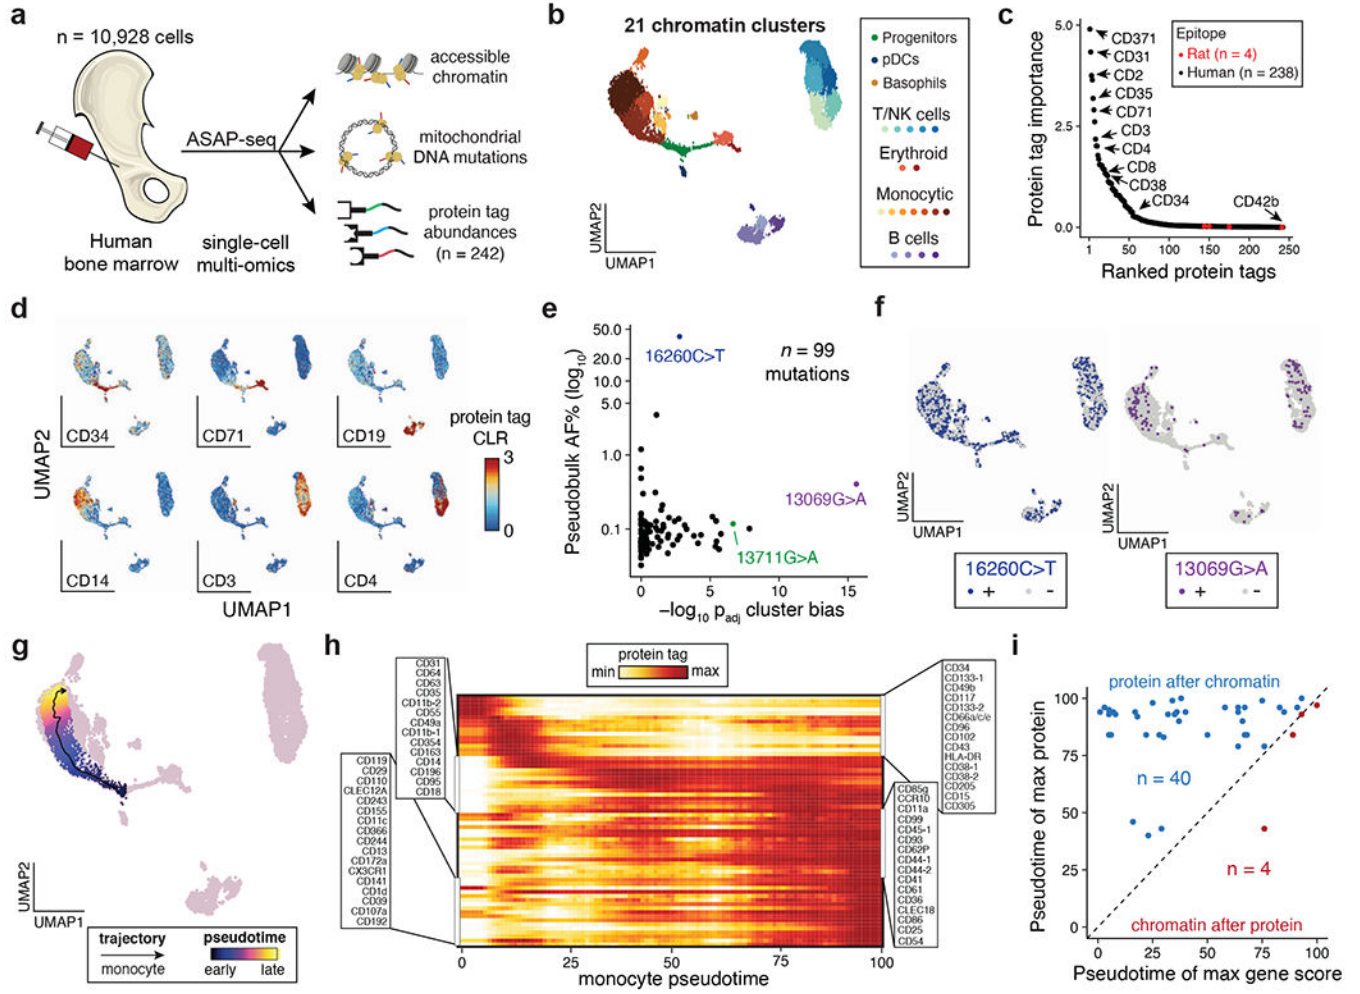 a
n = 10,928 cells
ASAP-seq
Human
bone marrow
single-cell
multi-omics
accessible
chromatin
mitochondrial
DNA mutations
protein tag
abundances
(n = 242)
b
21 chromatin clusters
UMAP2
UMAP1
Progenitors
pDCs
Basophils
T/NK cells
Erythroid
Monocytic
B cells
c
Protein tag importance
5.0
2.5
0.0
CD371
CD31
CD2
CD35
CD71
CD3
CD4
CD8
CD38
CD34
CD42b
Epitope
Rat (n = 4)
Human (n = 238)
1 50 100 150 200 250
Ranked protein tags
d
UMAP2
CD34
CD71
CD19
CD14
CD3
CD4
UMAP1
protein tag
CLR
3
0
e
Pseudobulk AF% (log10)
50.0
20.0
10.0
5.0
1.0
0.1
16260C>T
n = 99
mutations
13069G>A
13711G>A
0 5 10 15
−log10 padj cluster bias
f
UMAP2
UMAP1
UMAP2
UMAP1
16260C>T
+ -
13069G>A
+ -
g
UMAP2
UMAP1
trajectory
monocyte
pseudotime
early late
h
protein tag
min max
CD31
CD64
CD63
CD35
CD11b-2
CD55
CD49a
CD11b-1
CD354
CD163
CD14
CD196
CD95
CD18
CD119
CD29
CD110
CLEC12A
CD243
CD155
CD11c
CD366
CD244
CD13
CD172a
CX3CR1
CD141
CD1d
CD39
CD107a
CD192
CD34
CD133-1
CD49b
CD117
CD133-2
CD66a/c/e
CD96
CD102
CD43
HLA-DR
CD38-1
CD38-2
CD205
CD15
CD305
CD85g
CCR10
CD11a
CD99
CD45-1
CD93
CD62P
CD44-1
CD44-2
CD41
CD61
CD36
CLEC18
CD86
CD25
CD54
0 25 50 75 100
monocyte pseudotime
i
Pseudotime of max protein
protein after chromatin
100
75
50
25
0
n = 40
n = 4
chromatin after protein
0 25 50 75 100
Pseudotime of max gene score